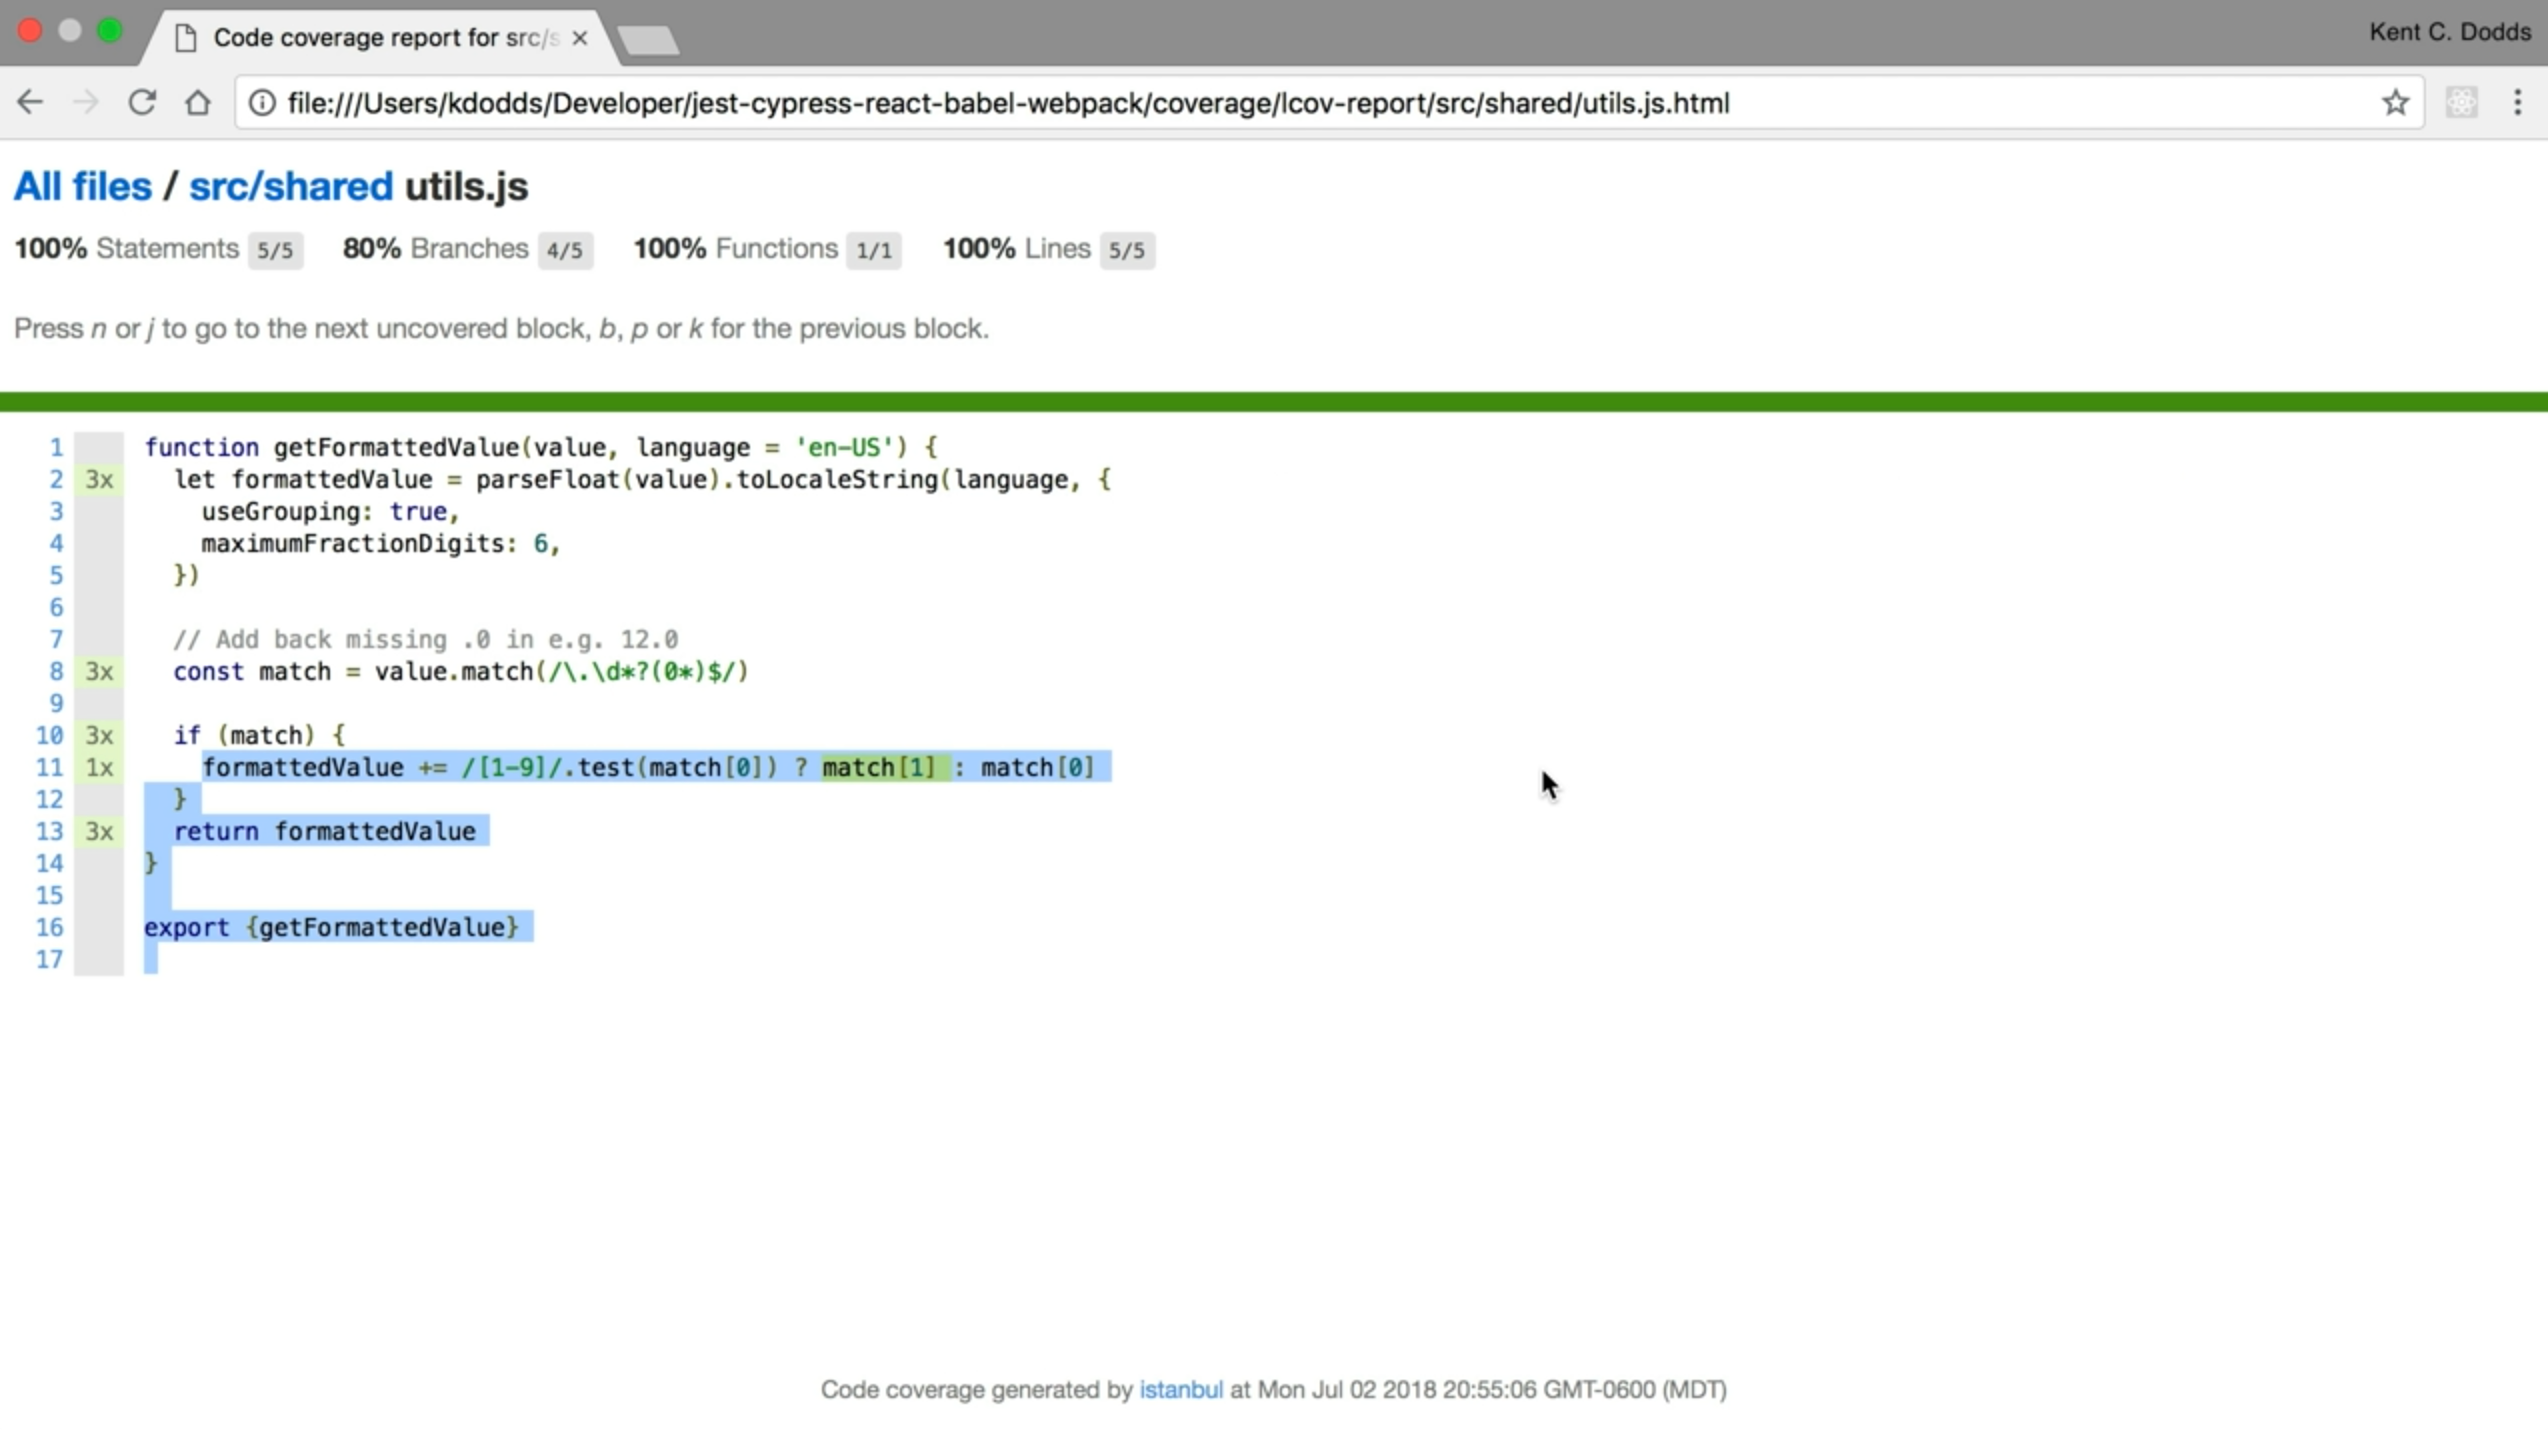 Code coverage report for src/s
Kent C. Dodds
file:///Users/kdodds/Developer/jest-cypress-react-babel-webpack/coverage/lcov-report/src/shared/utils.js.html
All files / src/shared utils.js
100% Statements 5/5 80% Branches 4/5 100% Functions 1/1 100% Lines 5/5
Press n or j to go to the next uncovered block, b, p or k for the previous block.
1 function getFormattedValue(value, language = 'en-US') {
2 3x let formattedValue = parseFloat(value).toLocaleString(language, {
3 useGrouping: true,
4 maximumFractionDigits: 6,
5 })
6
7 // Add back missing .0 in e.g. 12.0
8 3x const match = value.match(/\.\d*?(0*)$/)
9
10 3x if (match) {
11 1x formattedValue += /[1-9]/.test(match[0]) ? match[1] : match[0]
12 }
13 3x return formattedValue
14 }
15
16 export {getFormattedValue}
17
Code coverage generated by istanbul at Mon Jul 02 2018 20:55:06 GMT-0600 (MDT)